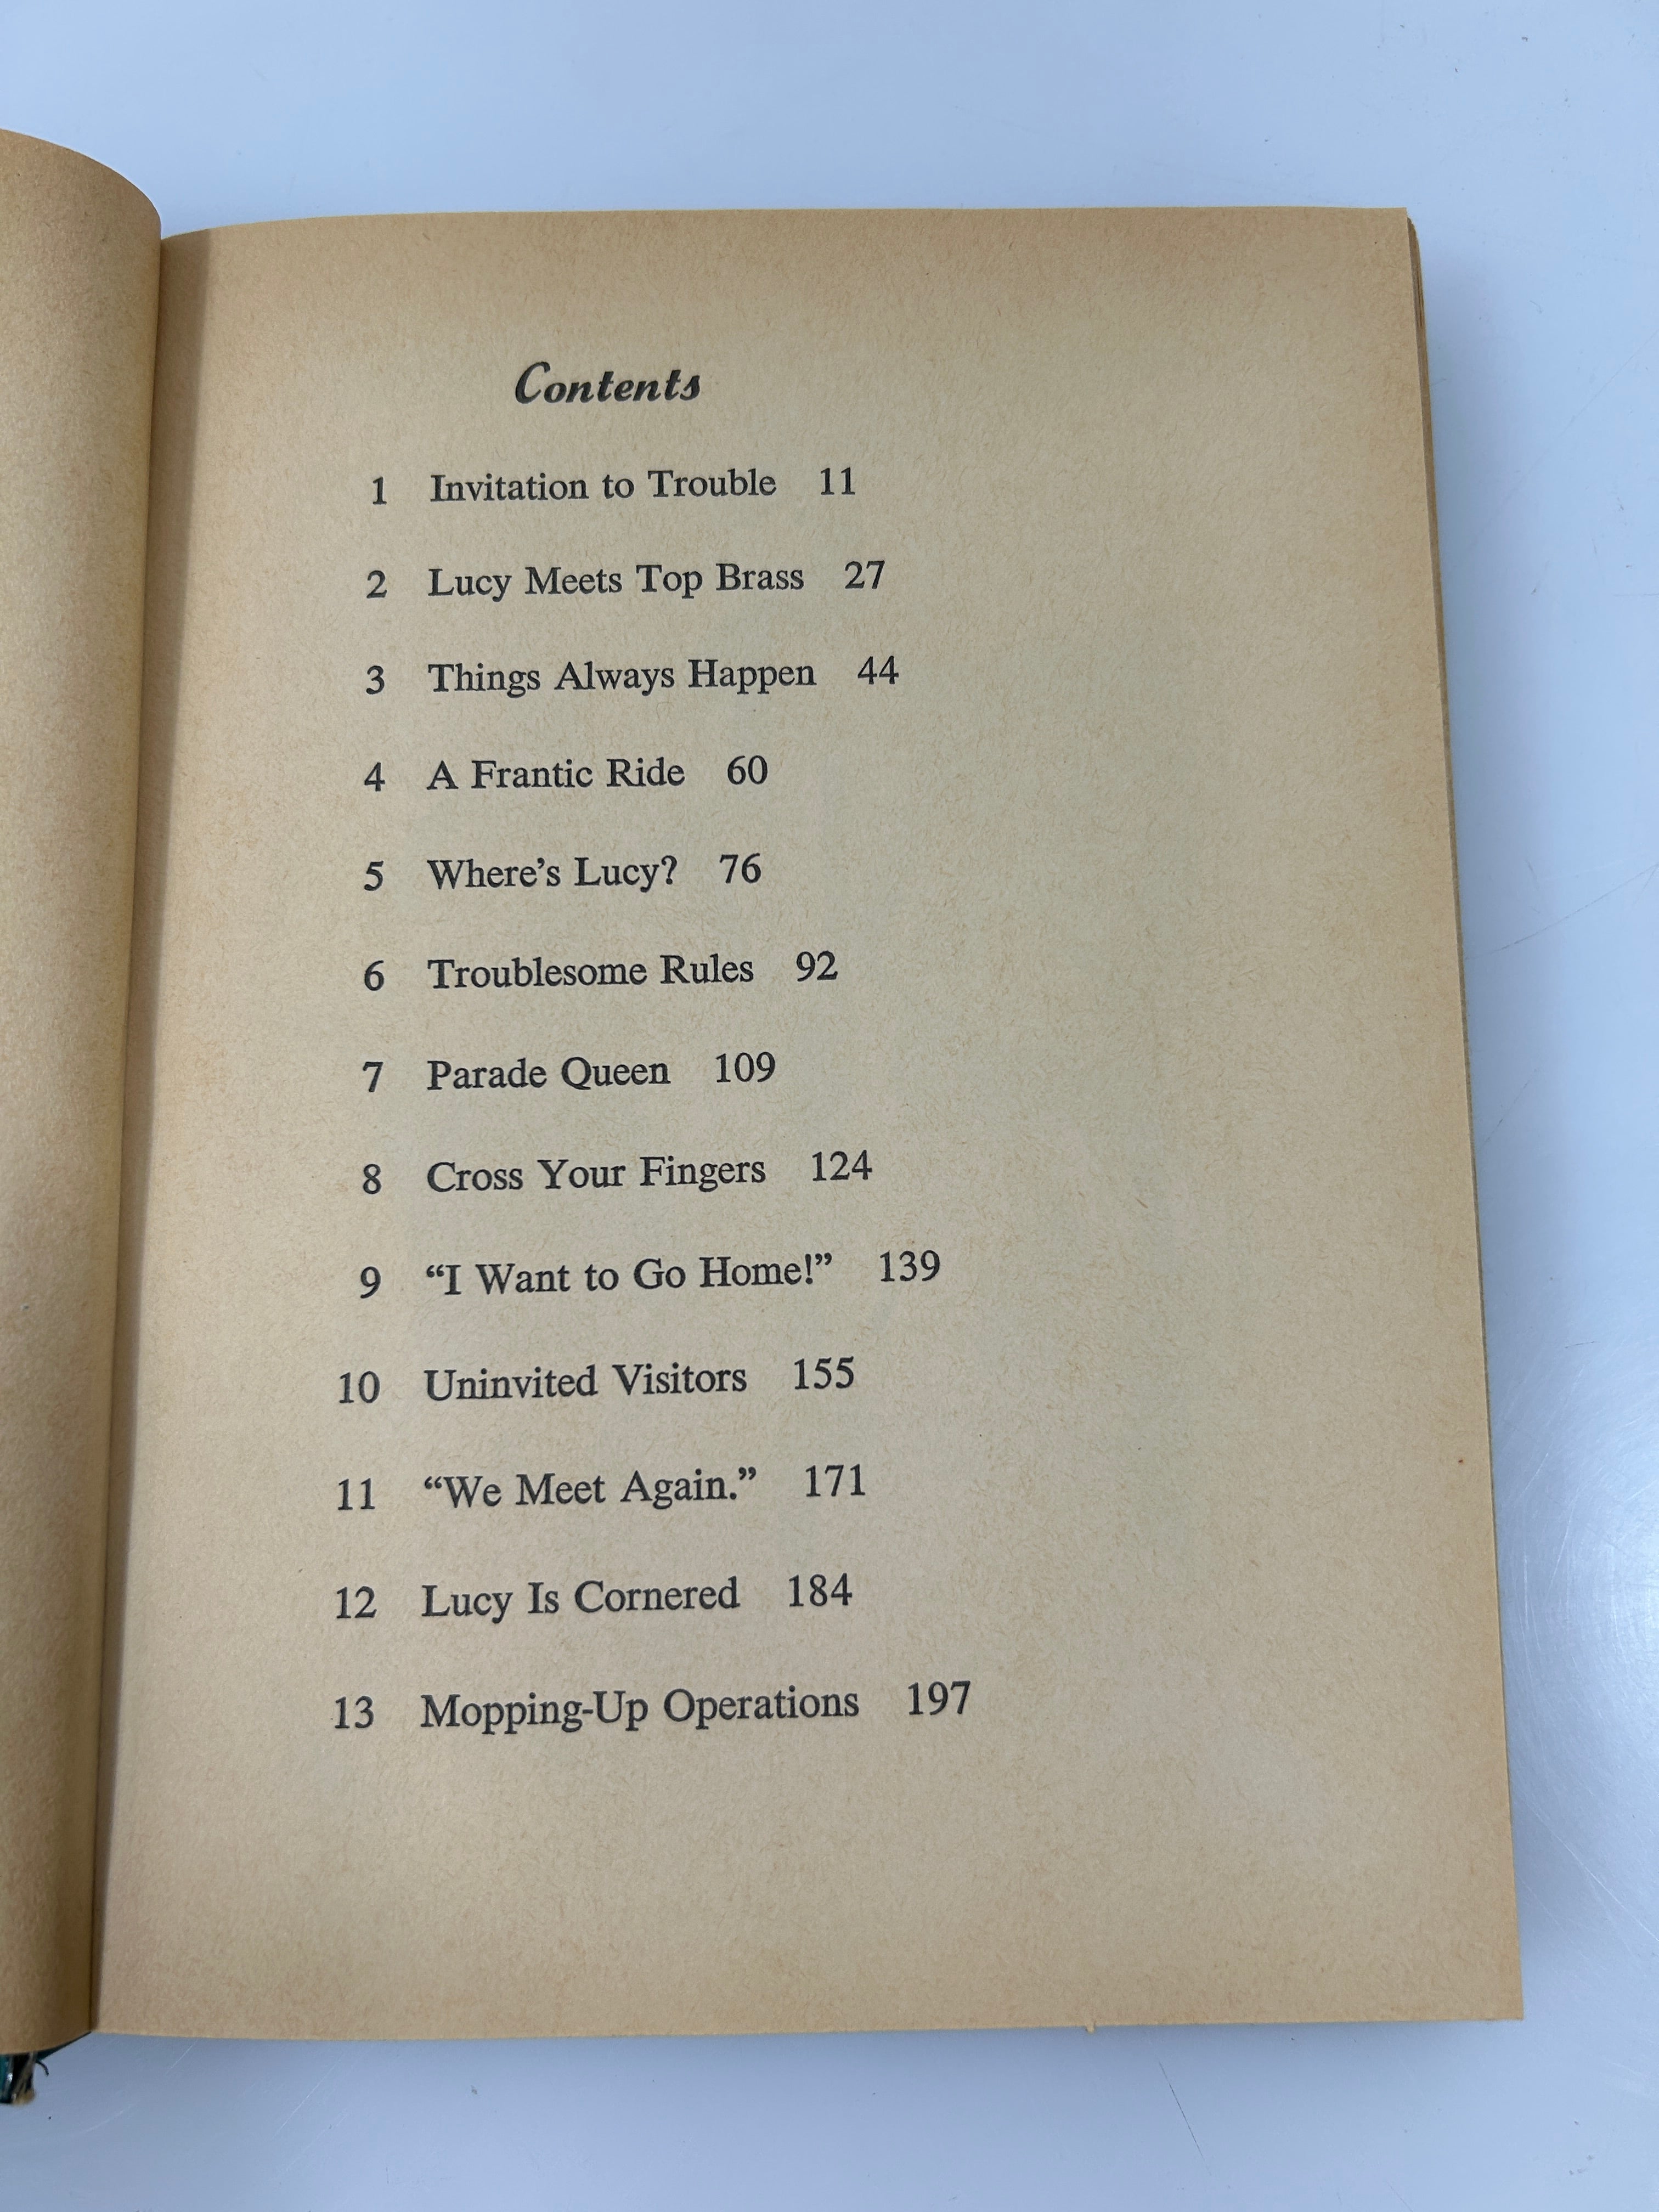 Contents
1 Invitation to Trouble 11
2 Lucy Meets Top Brass 27
3 Things Always Happen 44
4 A Frantic Ride 60
5 Where’s Lucy? 76
6 Troublesome Rules 92
7 Parade Queen 109
8 Cross Your Fingers 124
9 “I Want to Go Home!” 139
10 Uninvited Visitors 155
11 “We Meet Again.” 171
12 Lucy Is Cornered 184
13 Mopping-Up Operations 197